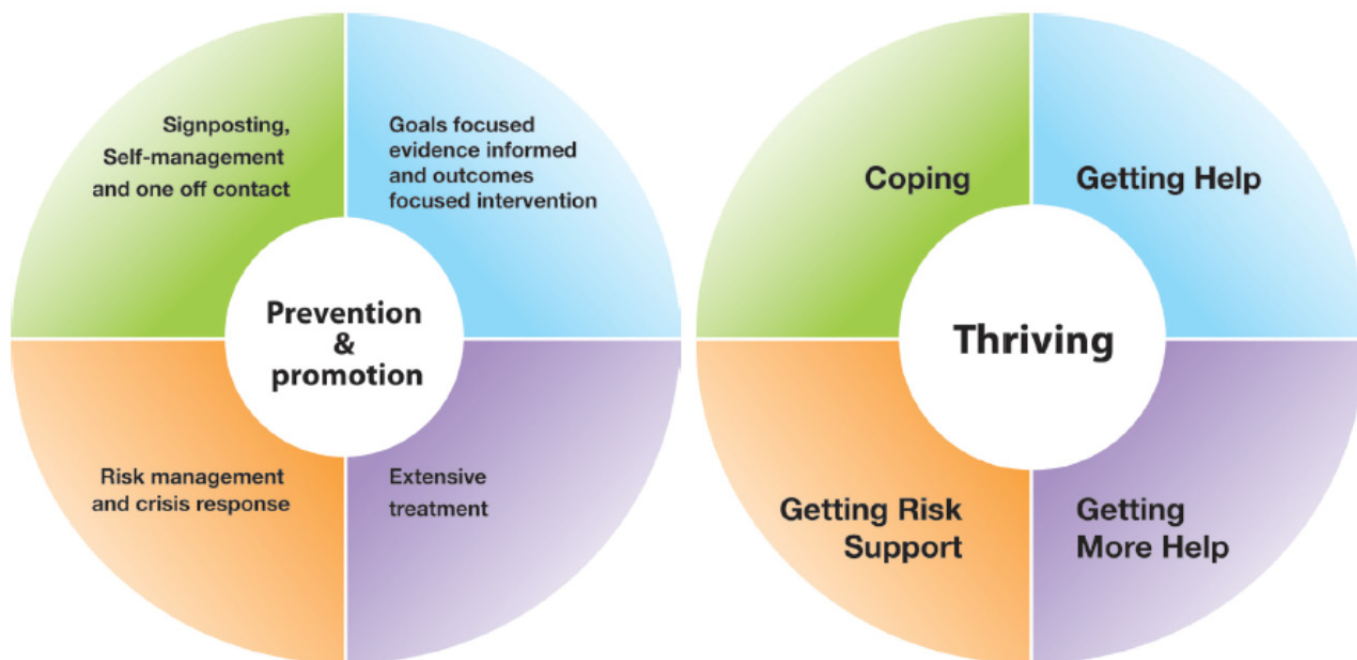 Signposting,
Self-management
and one off contact
Goals focused
evidence informed
and outcomes
focused intervention
Prevention
&
promotion
Risk management
and crisis response
Extensive
treatment
Coping
Getting Help
Thriving
Getting Risk
Support
Getting
More Help